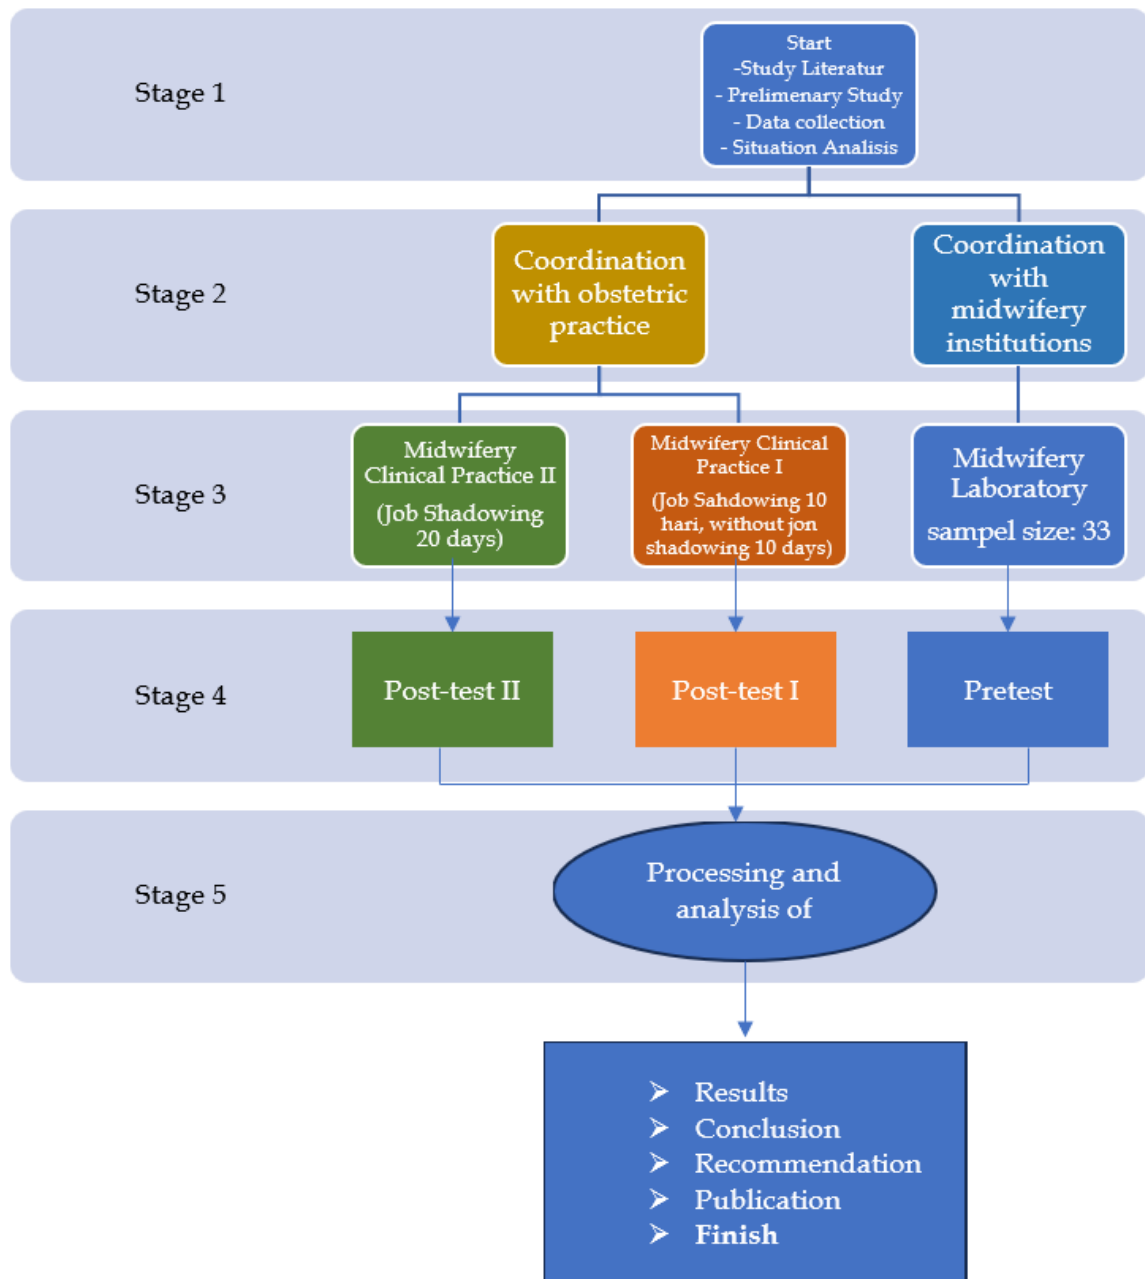 Stage 1
Start
-Study Literatur
- Prelimenary Study
- Data collection
- Situation Analisis
Stage 2
Coordination
with obstetric
practice
Coordination
with
midwifery
institutions
Stage 3
Midwifery
Clinical Practice II
(Job Shadowing
20 days)
Midwifery Clinical
Practice I
(Job Sahdowing 10
hari, without jon
shadowing 10 days)
Midwifery
Laboratory
sampel size: 33
Stage 4
Post-test II
Post-test I
Pretest
Stage 5
Processing and
analysis of
➢ Results
➢ Conclusion
➢ Recommendation
➢ Publication
➢ Finish